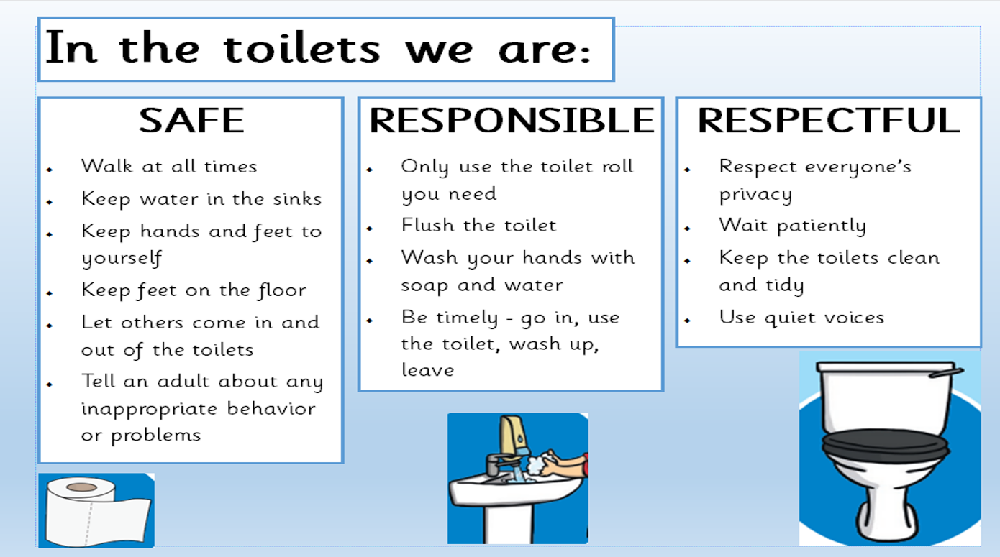 In the toilets we are:
SAFE
Walk at all times
Keep water in the sinks
Keep hands and feet to
yourself
Keep feet on the floor
Let others come in and
out of the toilets
Tell an adult about any
inappropriate behavior
or problems
RESPONSIBLE
Only use the toilet roll
you need
Flush the toilet
Wash your hands with
soap and water
Be timely - go in, use
the toilet, wash up,
leave
RESPECTFUL
Respect everyone's
privacy
Wait patiently
Keep the toilets clean
and tidy
Use quiet voices